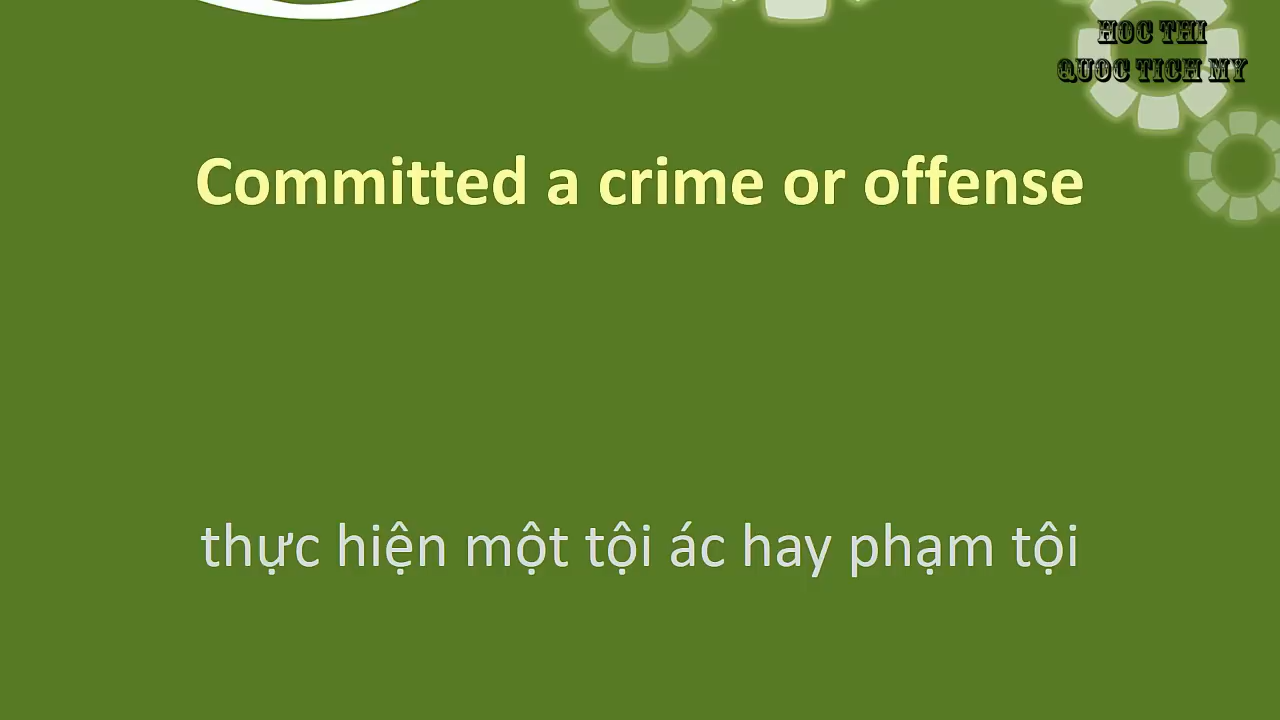 HOC THI
QUOC TICH MY
Committed a crime or offense
thực hiện một tội ác hay phạm tội